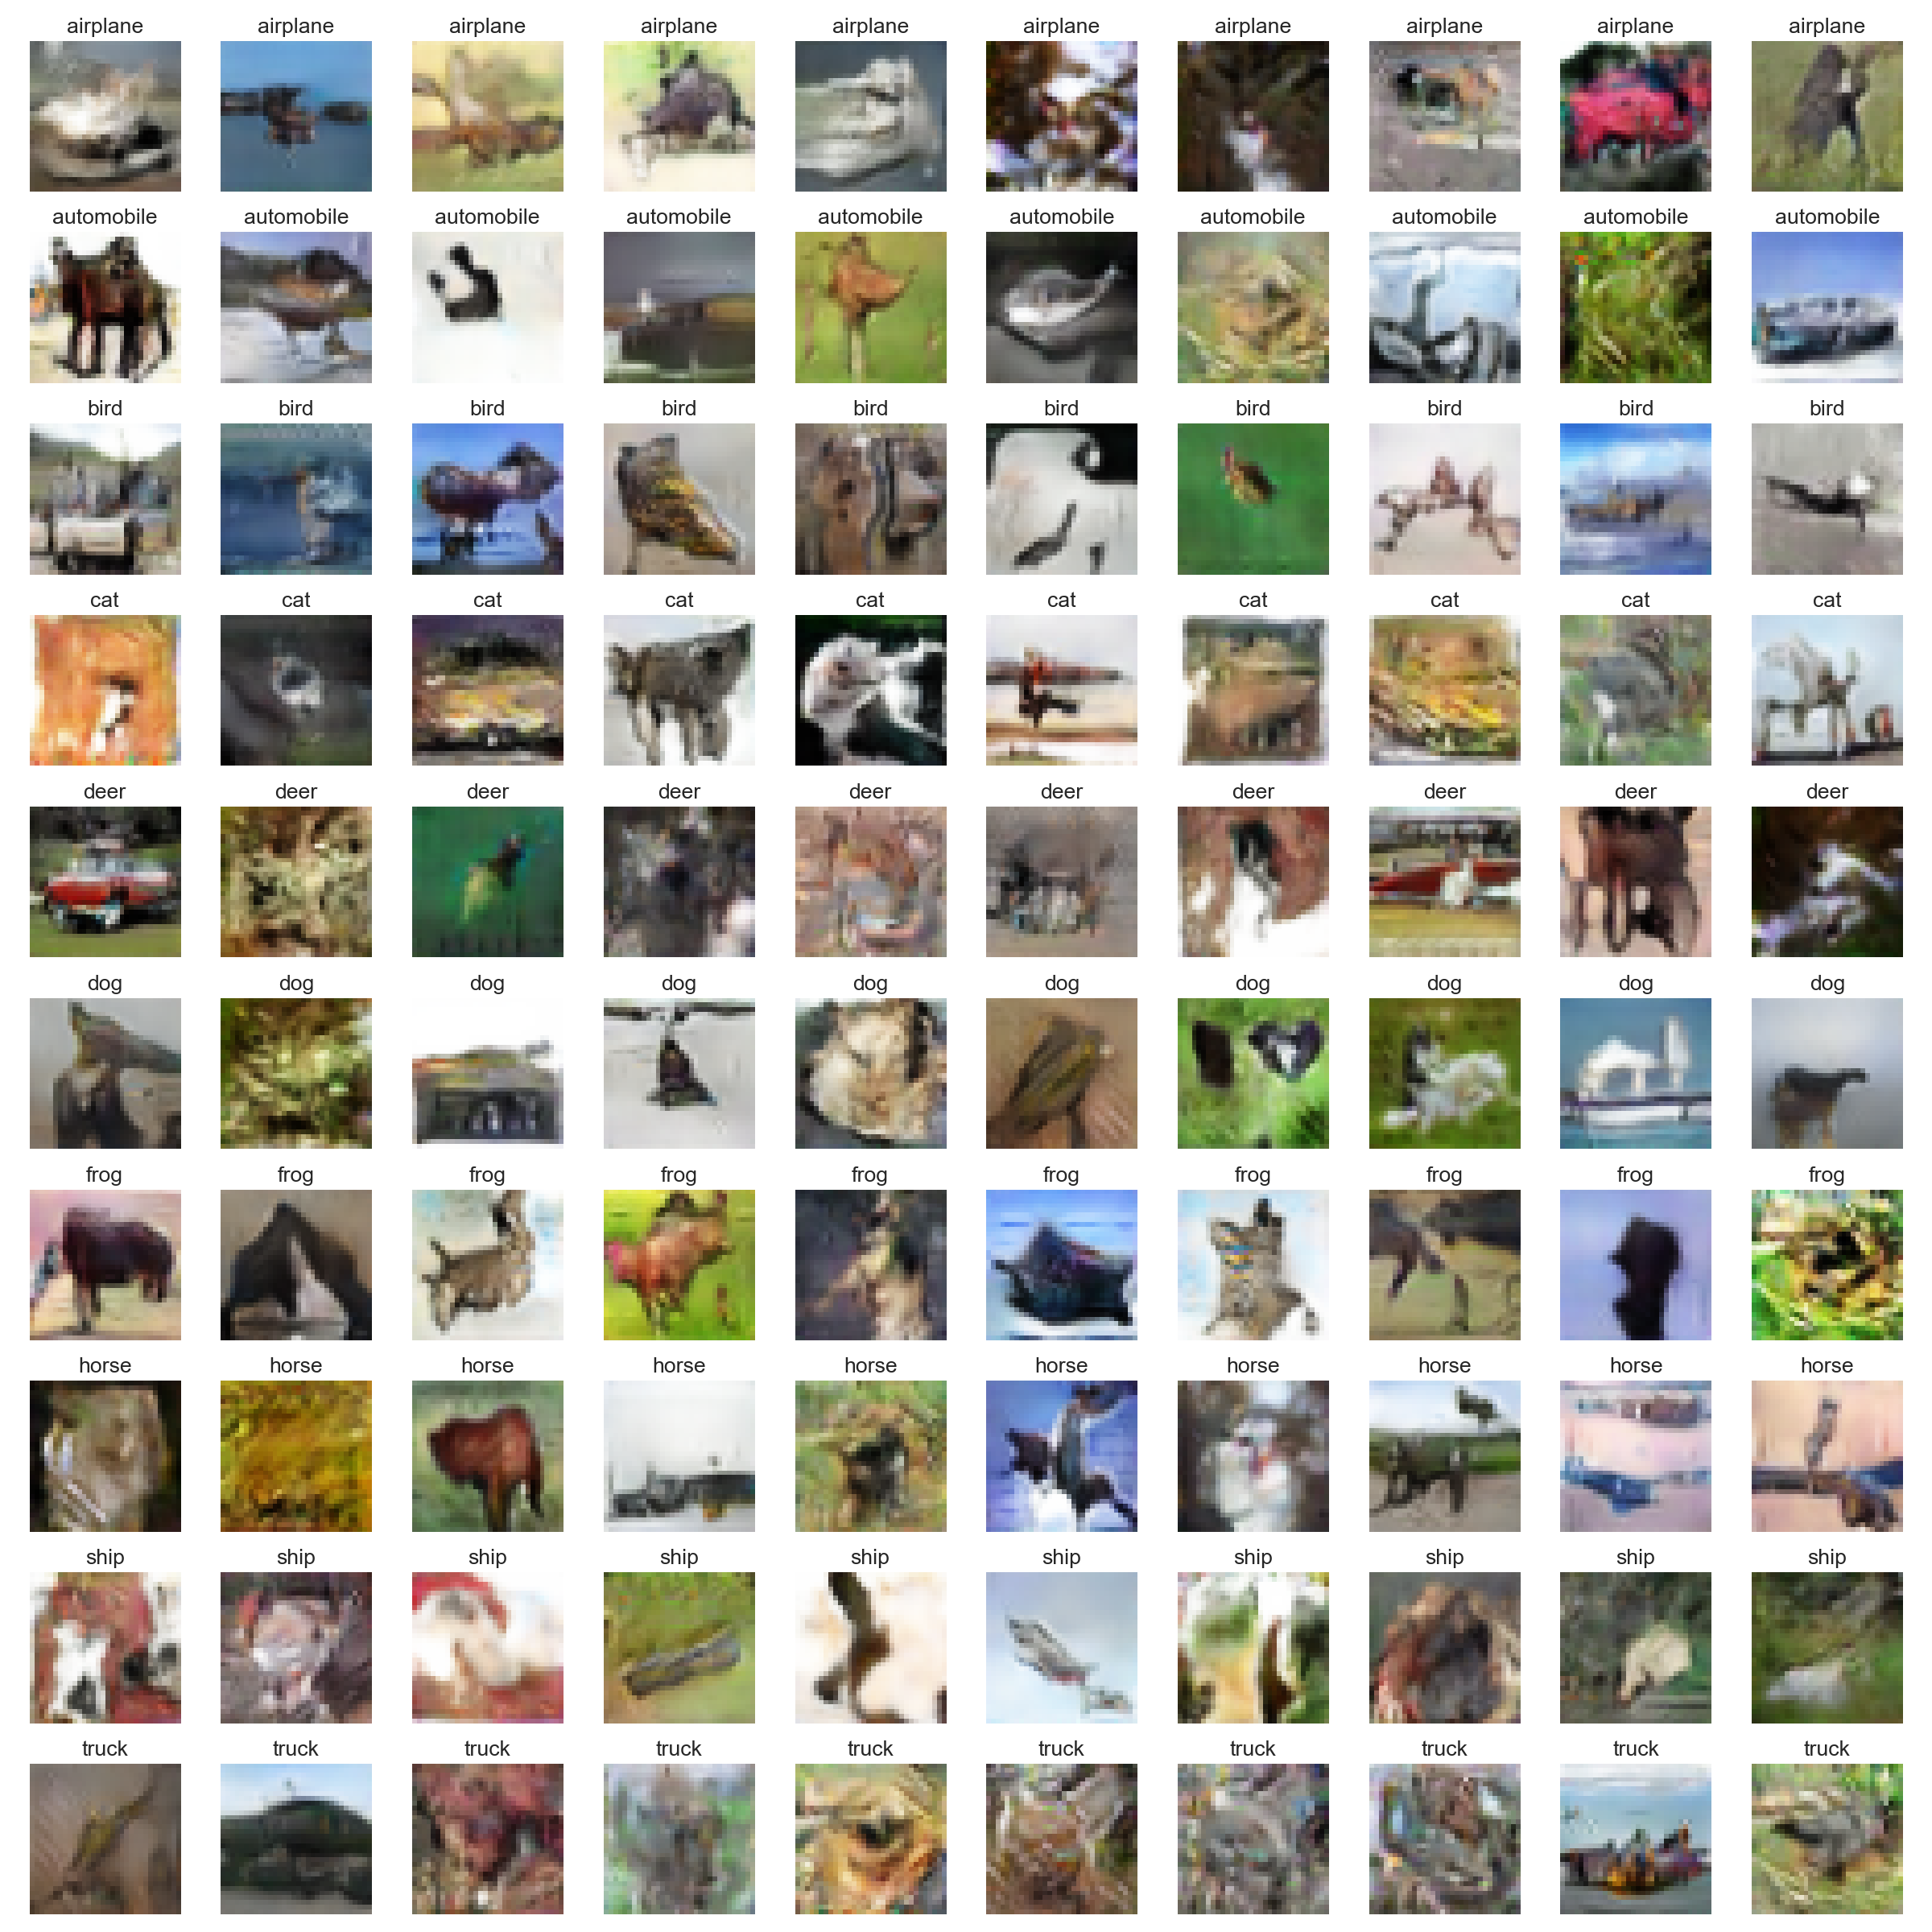 airplane airplane airplane airplane airplane airplane airplane airplane airplane airplane
automobile automobile automobile automobile automobile automobile automobile automobile automobile automobile
bird bird bird bird bird bird bird bird bird bird
cat cat cat cat cat cat cat cat cat cat
deer deer deer deer deer deer deer deer deer deer
dog dog dog dog dog dog dog dog dog dog
frog frog frog frog frog frog frog frog frog frog
horse horse horse horse horse horse horse horse horse horse
ship ship ship ship ship ship ship ship ship ship
truck truck truck truck truck truck truck truck truck truck